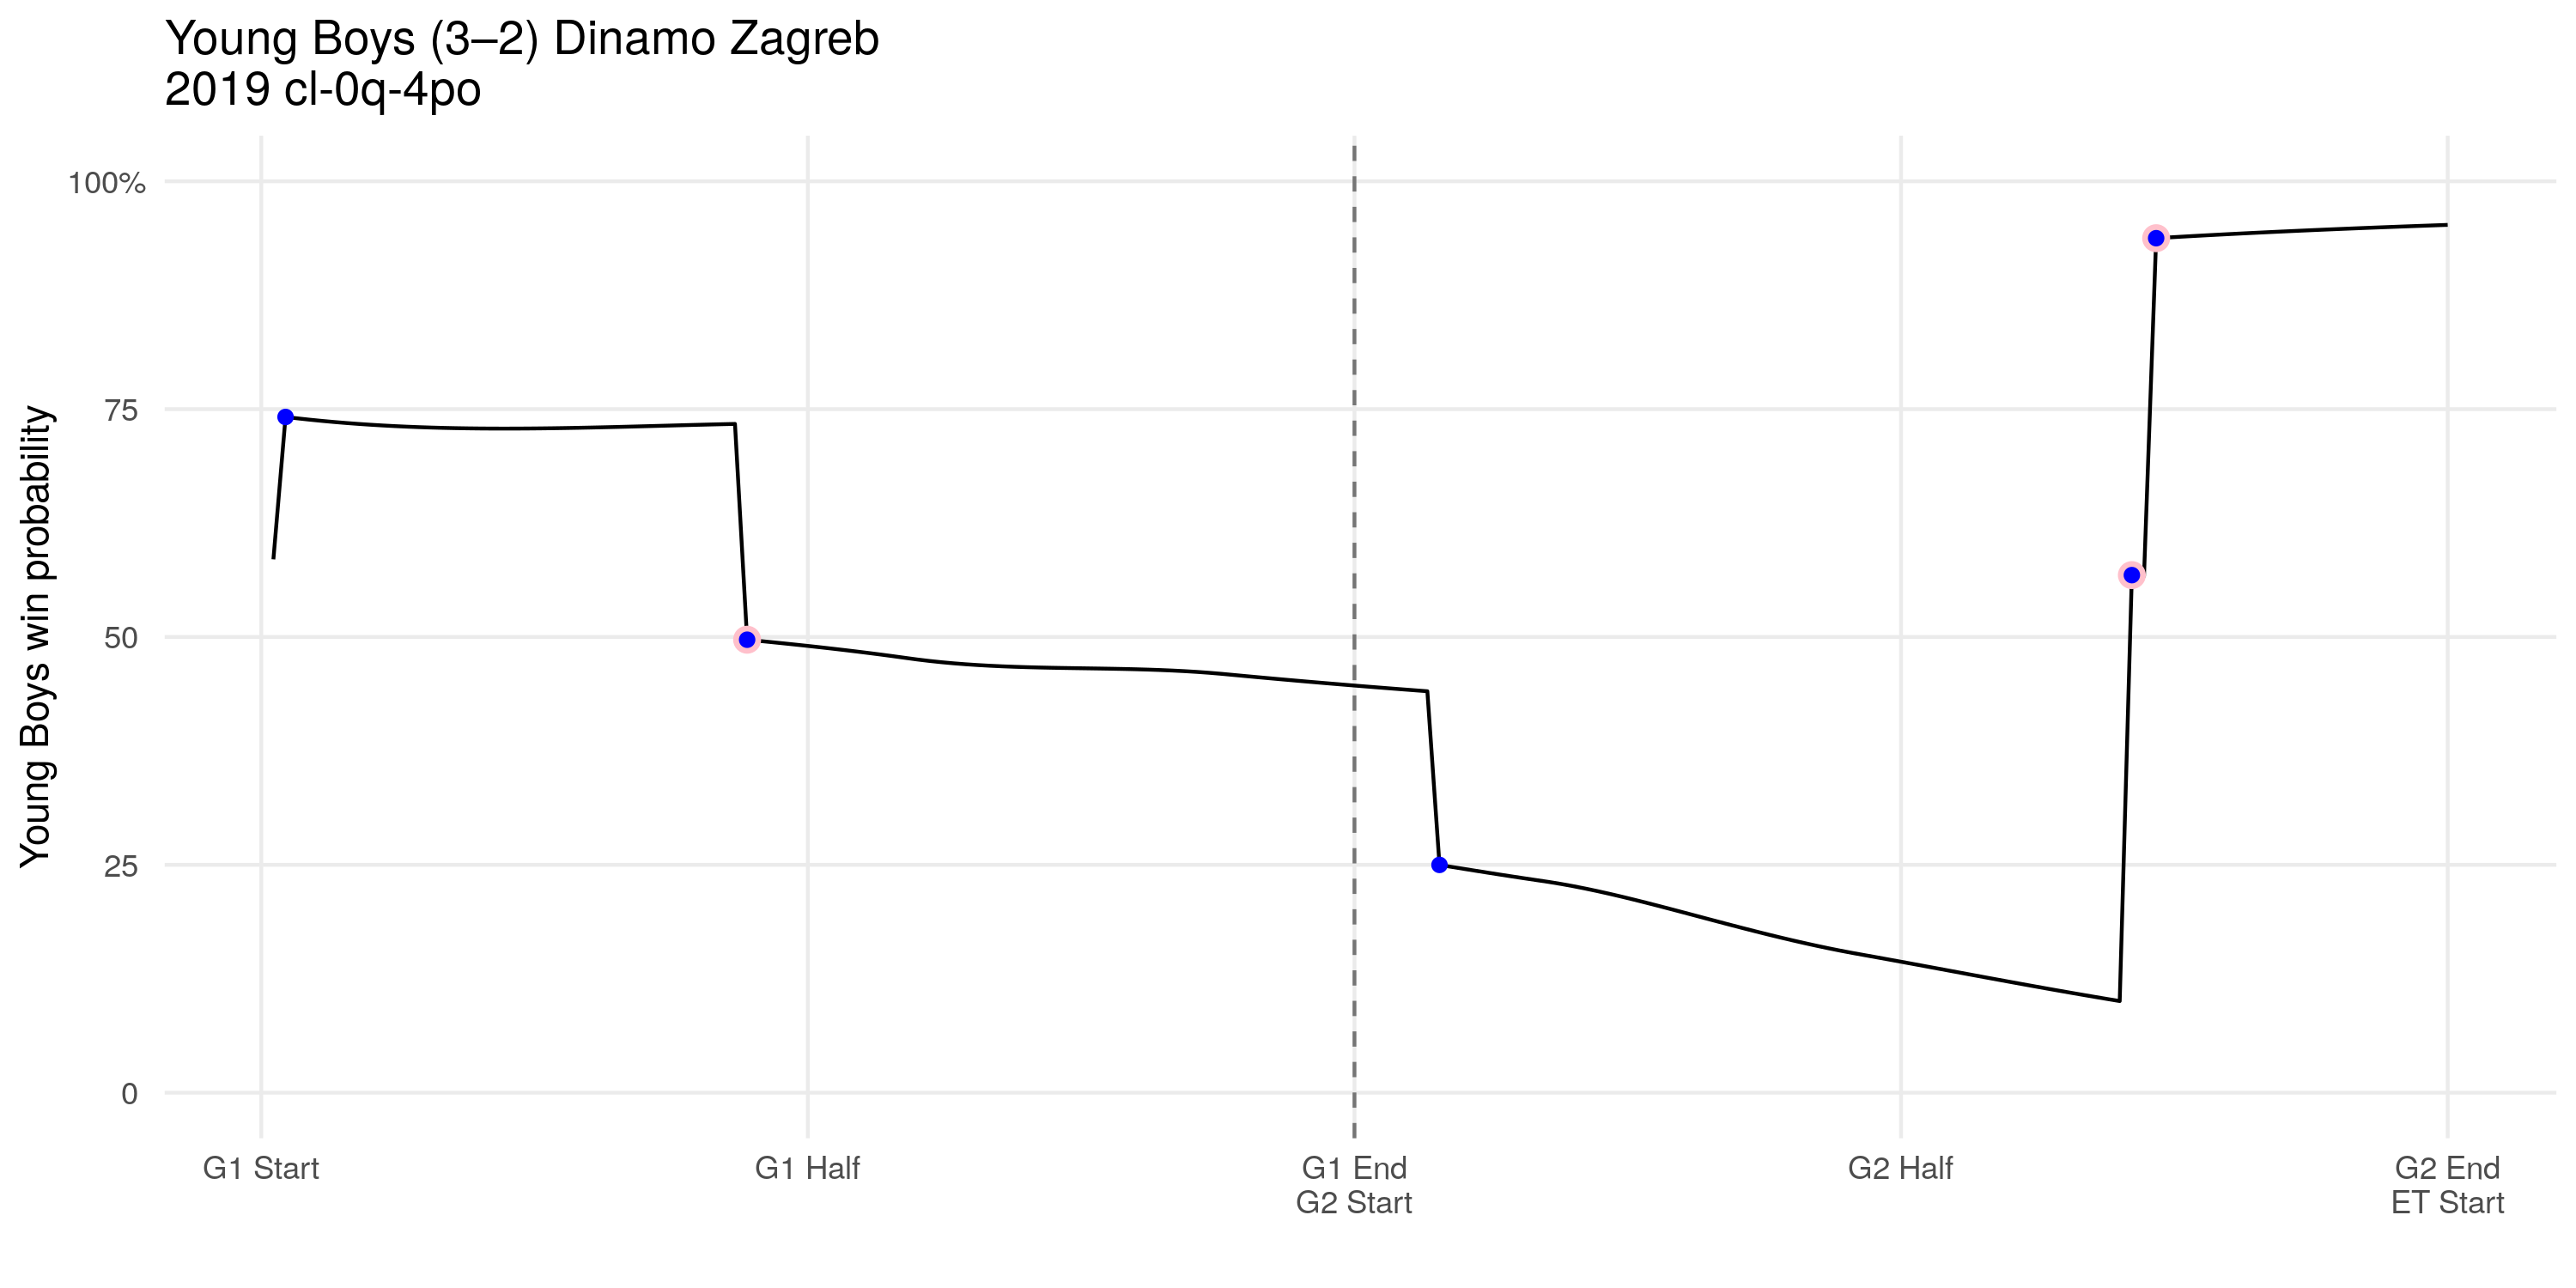 Young Boys (3–2) Dinamo Zagreb
2019 cl-0q-4po
Young Boys win probability
100%
75
50
25
0
G1 Start
G1 Half
G1 End
G2 Start
G2 Half
G2 End
ET Start